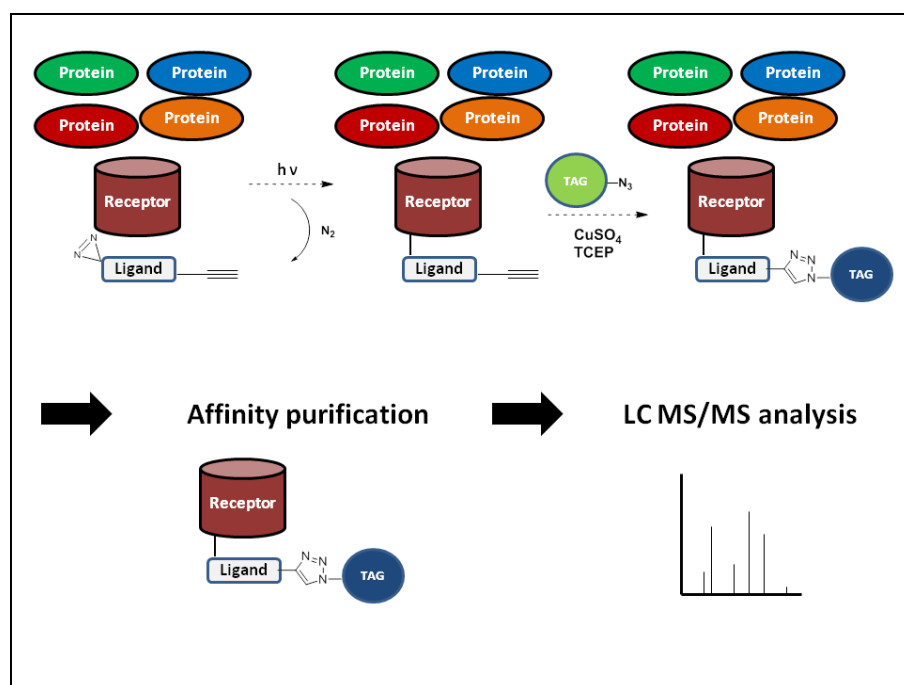 Protein Protein Protein Protein Protein Protein
Protein Protein Protein Protein Protein Protein
Receptor h ν Receptor TAG N₃ Receptor
N₂
CuSO₄
TCEP
N N
Ligand Ligand Ligand N N N TAG
Affinity purification LC MS/MS analysis
Receptor
Ligand N N N TAG